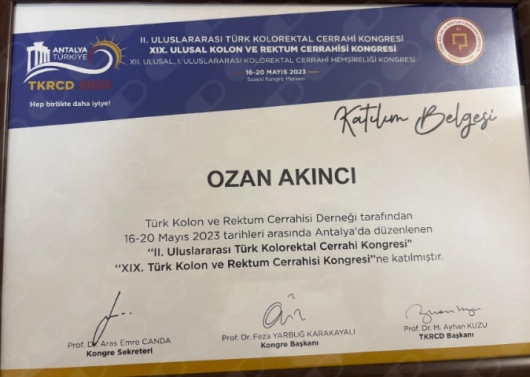 ANTALYA
TÜRKİYE
TKRCD 2023
Hep birlikte daha iyiye!
II. ULUSLARARASI TÜRK KOLOREKTAL CERRAHİ KONGRESİ
XIX. ULUSAL KOLON VE REKTUM CERRAHİSİ KONGRESİ
XII. ULUSAL, I. ULUSLARARASI KOLOREKTAL CERRAHİ HEMŞİRELİĞİ KONGRESİ
16-20 MAYIS 2023
Susesi Kongre Merkezi
Katılım Belgesi
OZAN AKINCI
Türk Kolon ve Rektum Cerrahisi Derneği tarafından
16-20 Mayıs 2023 tarihleri arasında Antalya'da düzenlenen
“II. Uluslararası Türk Kolorektal Cerrahi Kongresi”
“XIX. Türk Kolon ve Rektum Cerrahisi Kongresi”ne katılmıştır.
Prof. Dr. Aras Emre CANDA
Kongre Sekreteri
Prof. Dr. Feza YARBUĞ KARAKAYALI
Kongre Başkanı
Prof. Dr. M. Ayhan KUZU
TKRCD Başkanı